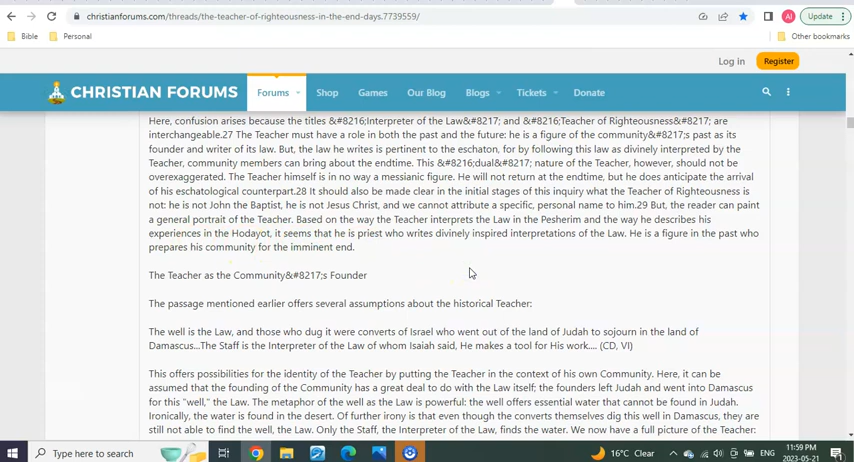 christianforums.com/threads/the-teacher-of-righteousness-in-the-end-days.7739559/
AI
Update
Bible
Personal
Other bookmarks
Log in
Register
CHRISTIAN FORUMS
Forums
Shop
Games
Our Blog
Blogs
Tickets
Donate
Here, confusion arises because the titles &#8216;Interpreter of the Law&#8217; and &#8216;Teacher of Righteousness&#8217; are
interchangeable.27 The Teacher must have a role in both the past and the future: he is a figure of the community&#8217;s past as its
founder and writer of its law. But, the law he writes is pertinent to the eschaton, for by following this law as divinely interpreted by the
Teacher, community members can bring about the endtime. This &#8216;dual&#8217; nature of the Teacher, however, should not be
overexaggerated. The Teacher himself is in no way a messianic figure. He will not return at the endtime, but he does anticipate the arrival
of his eschatological counterpart.28 It should also be made clear in the initial stages of this inquiry what the Teacher of Righteousness is
not: he is not John the Baptist, he is not Jesus Christ, and we cannot attribute a specific, personal name to him.29 But, the reader can paint
a general portrait of the Teacher. Based on the way the Teacher interprets the Law in the Pesherim and the way he describes his
experiences in the Hodayot, it seems that he is priest who writes divinely inspired interpretations of the Law. He is a figure in the past who
prepares his community for the imminent end.
The Teacher as the Community&#8217;s Founder
The passage mentioned earlier offers several assumptions about the historical Teacher:
The well is the Law, and those who dug it were converts of Israel who went out of the land of Judah to sojourn in the land of
Damascus...The Staff is the Interpreter of the Law of whom Isaiah said, He makes a tool for His work.... (CD, VI)
This offers possibilities for the identity of the Teacher by putting the Teacher in the context of his own Community. Here, it can be
assumed that the founding of the Community has a great deal to do with the Law itself; the founders left Judah and went into Damascus
for this "well," the Law. The metaphor of the well as the Law is powerful: the well offers essential water that cannot be found in Judah.
Ironically, the water is found in the desert. Of further irony is that even though the converts themselves dig this well in Damascus, they are
still not able to find the well, the Law. Only the Staff, the Interpreter of the Law, finds the water. We now have a full picture of the Teacher:
Type here to search
16°C Clear
ENG
11:59 PM
2023-05-21